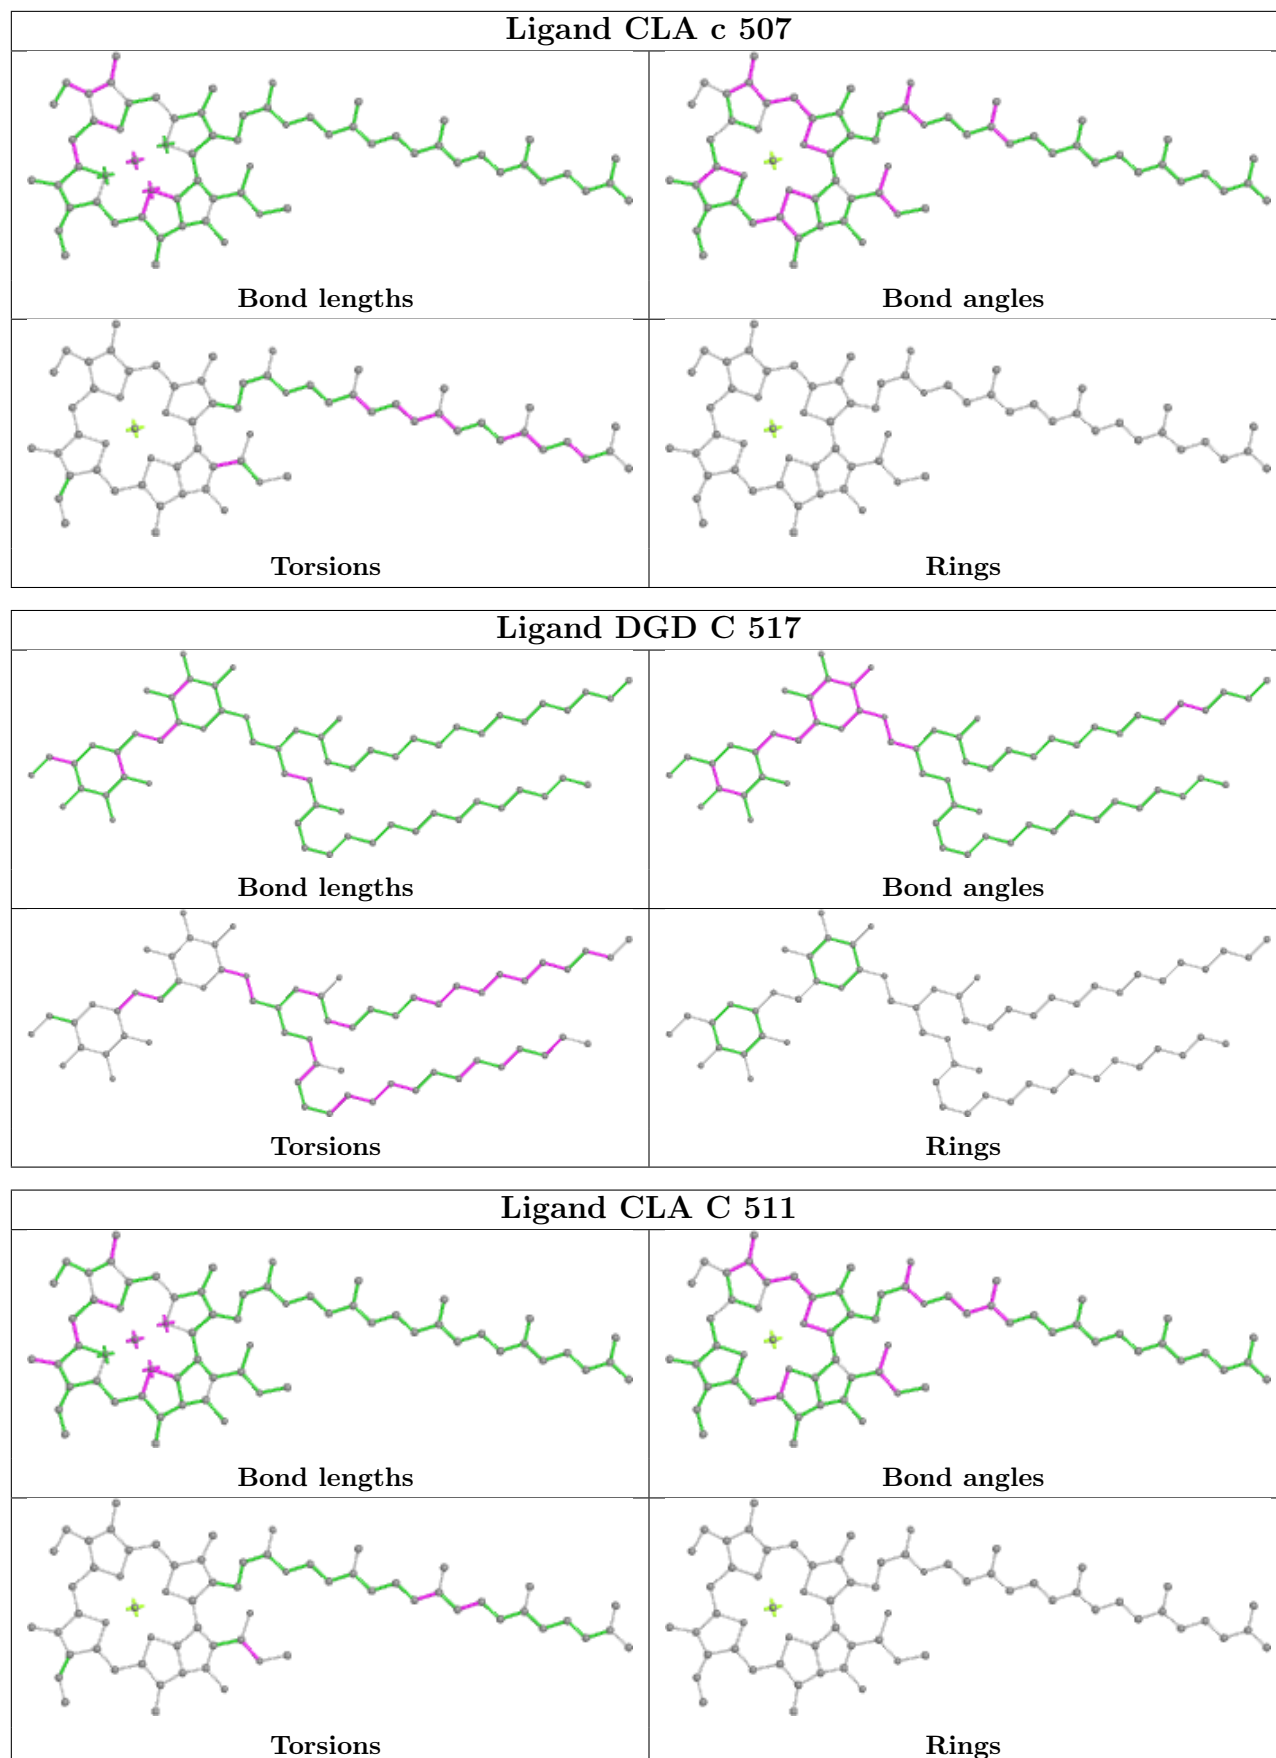 Ligand CLA c 507
Bond lengths
Bond angles
Torsions
Rings
Ligand DGD C 517
Bond lengths
Bond angles
Torsions
Rings
Ligand CLA C 511
Bond lengths
Bond angles
Torsions
Rings